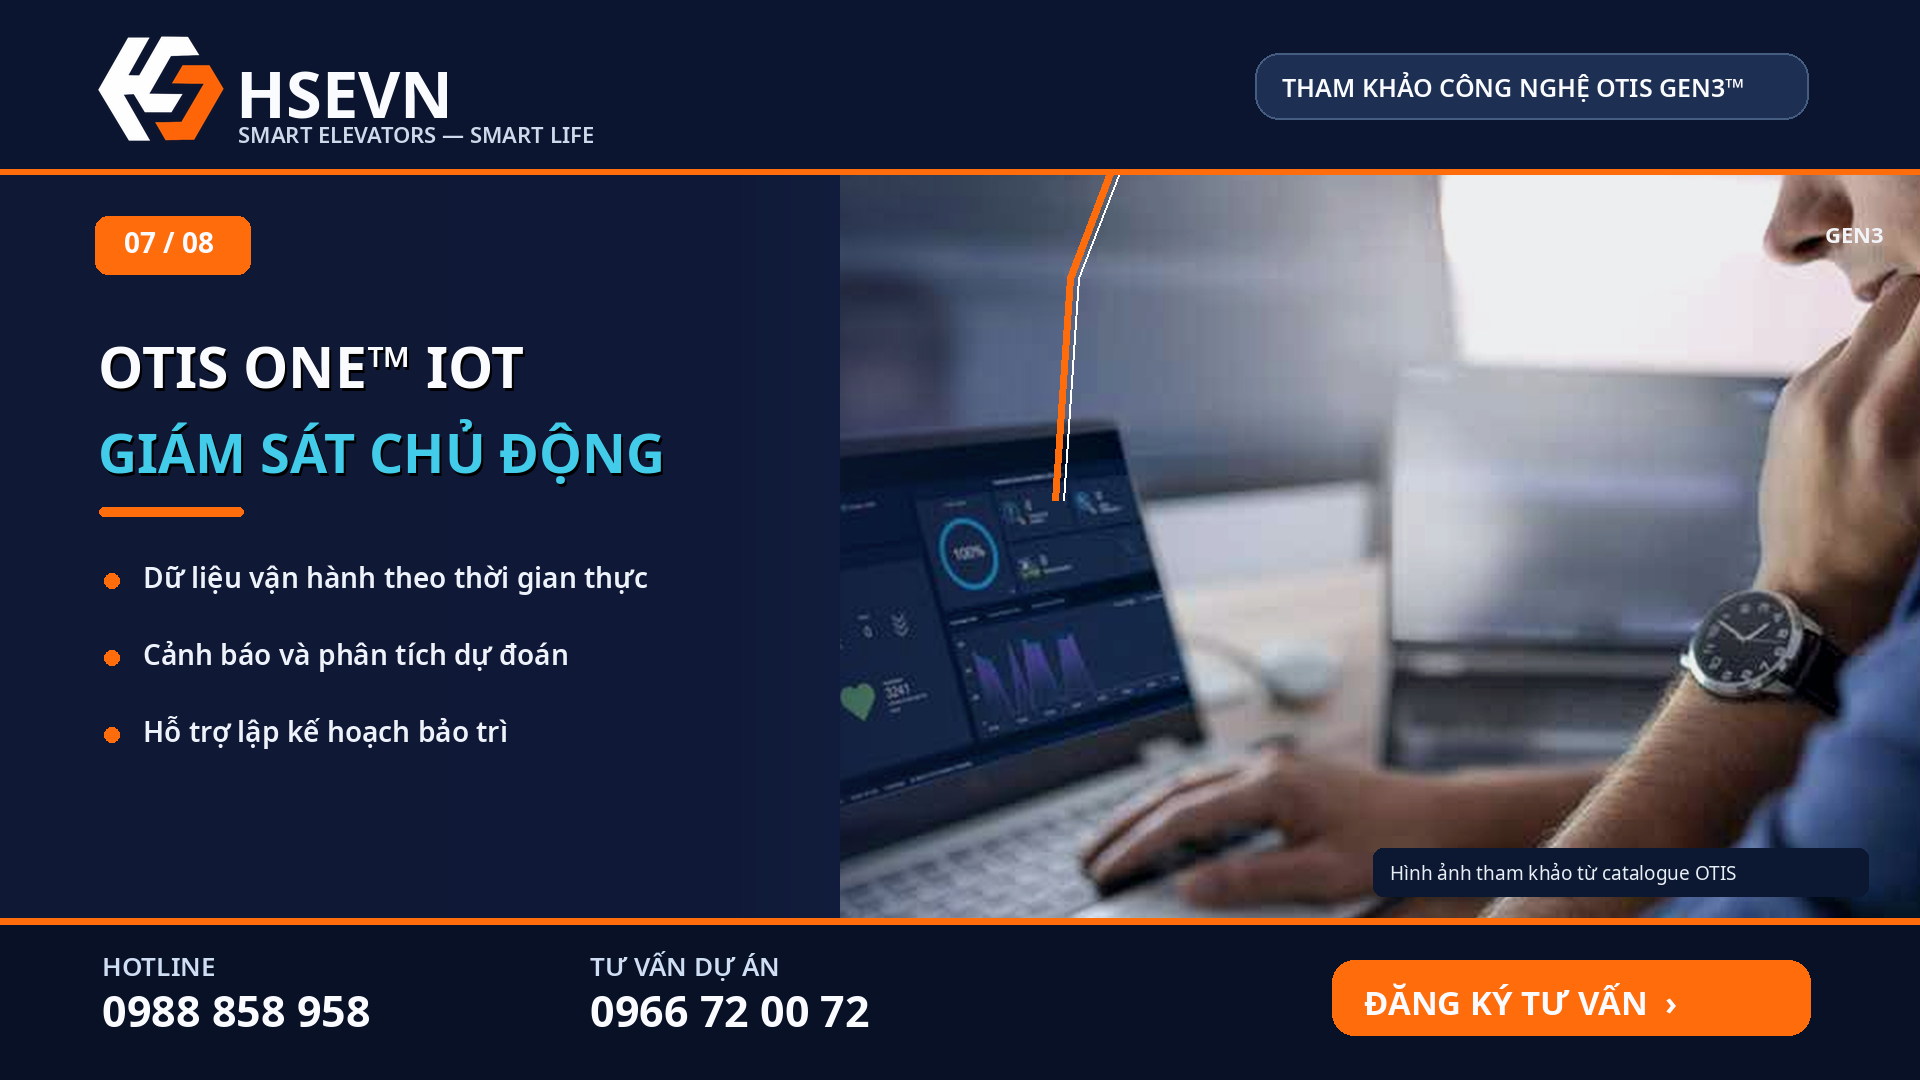 HSEVN
SMART ELEVATORS — SMART LIFE
THAM KHẢO CÔNG NGHỆ OTIS GEN3™
07 / 08
GEN3
OTIS ONE™ IOT
GIÁM SÁT CHỦ ĐỘNG
Dữ liệu vận hành theo thời gian thực
Cảnh báo và phân tích dự đoán
Hỗ trợ lập kế hoạch bảo trì
100%
3241
Hình ảnh tham khảo từ catalogue OTIS
HOTLINE
0988 858 958
TƯ VẤN DỰ ÁN
0966 72 00 72
ĐĂNG KÝ TƯ VẤN ›